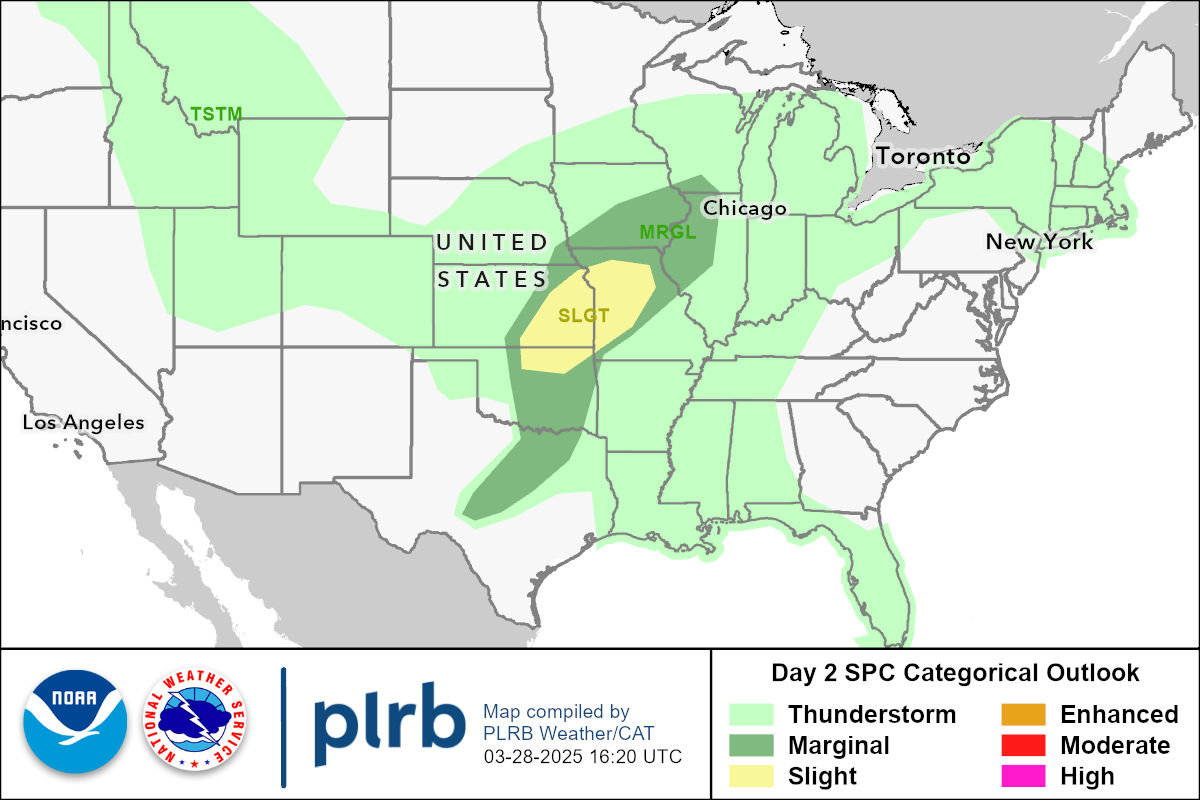 TSTM
Toronto
Chicago
MRGL
UNITED
New York
STATES
SLGT
ncisco
Los Angeles
NOAA
NATIONAL WEATHER SERVICE
plrb
Map compiled by
PLRB Weather/CAT
03-28-2025 16:20 UTC
Day 2 SPC Categorical Outlook
Thunderstorm
Marginal
Slight
Enhanced
Moderate
High